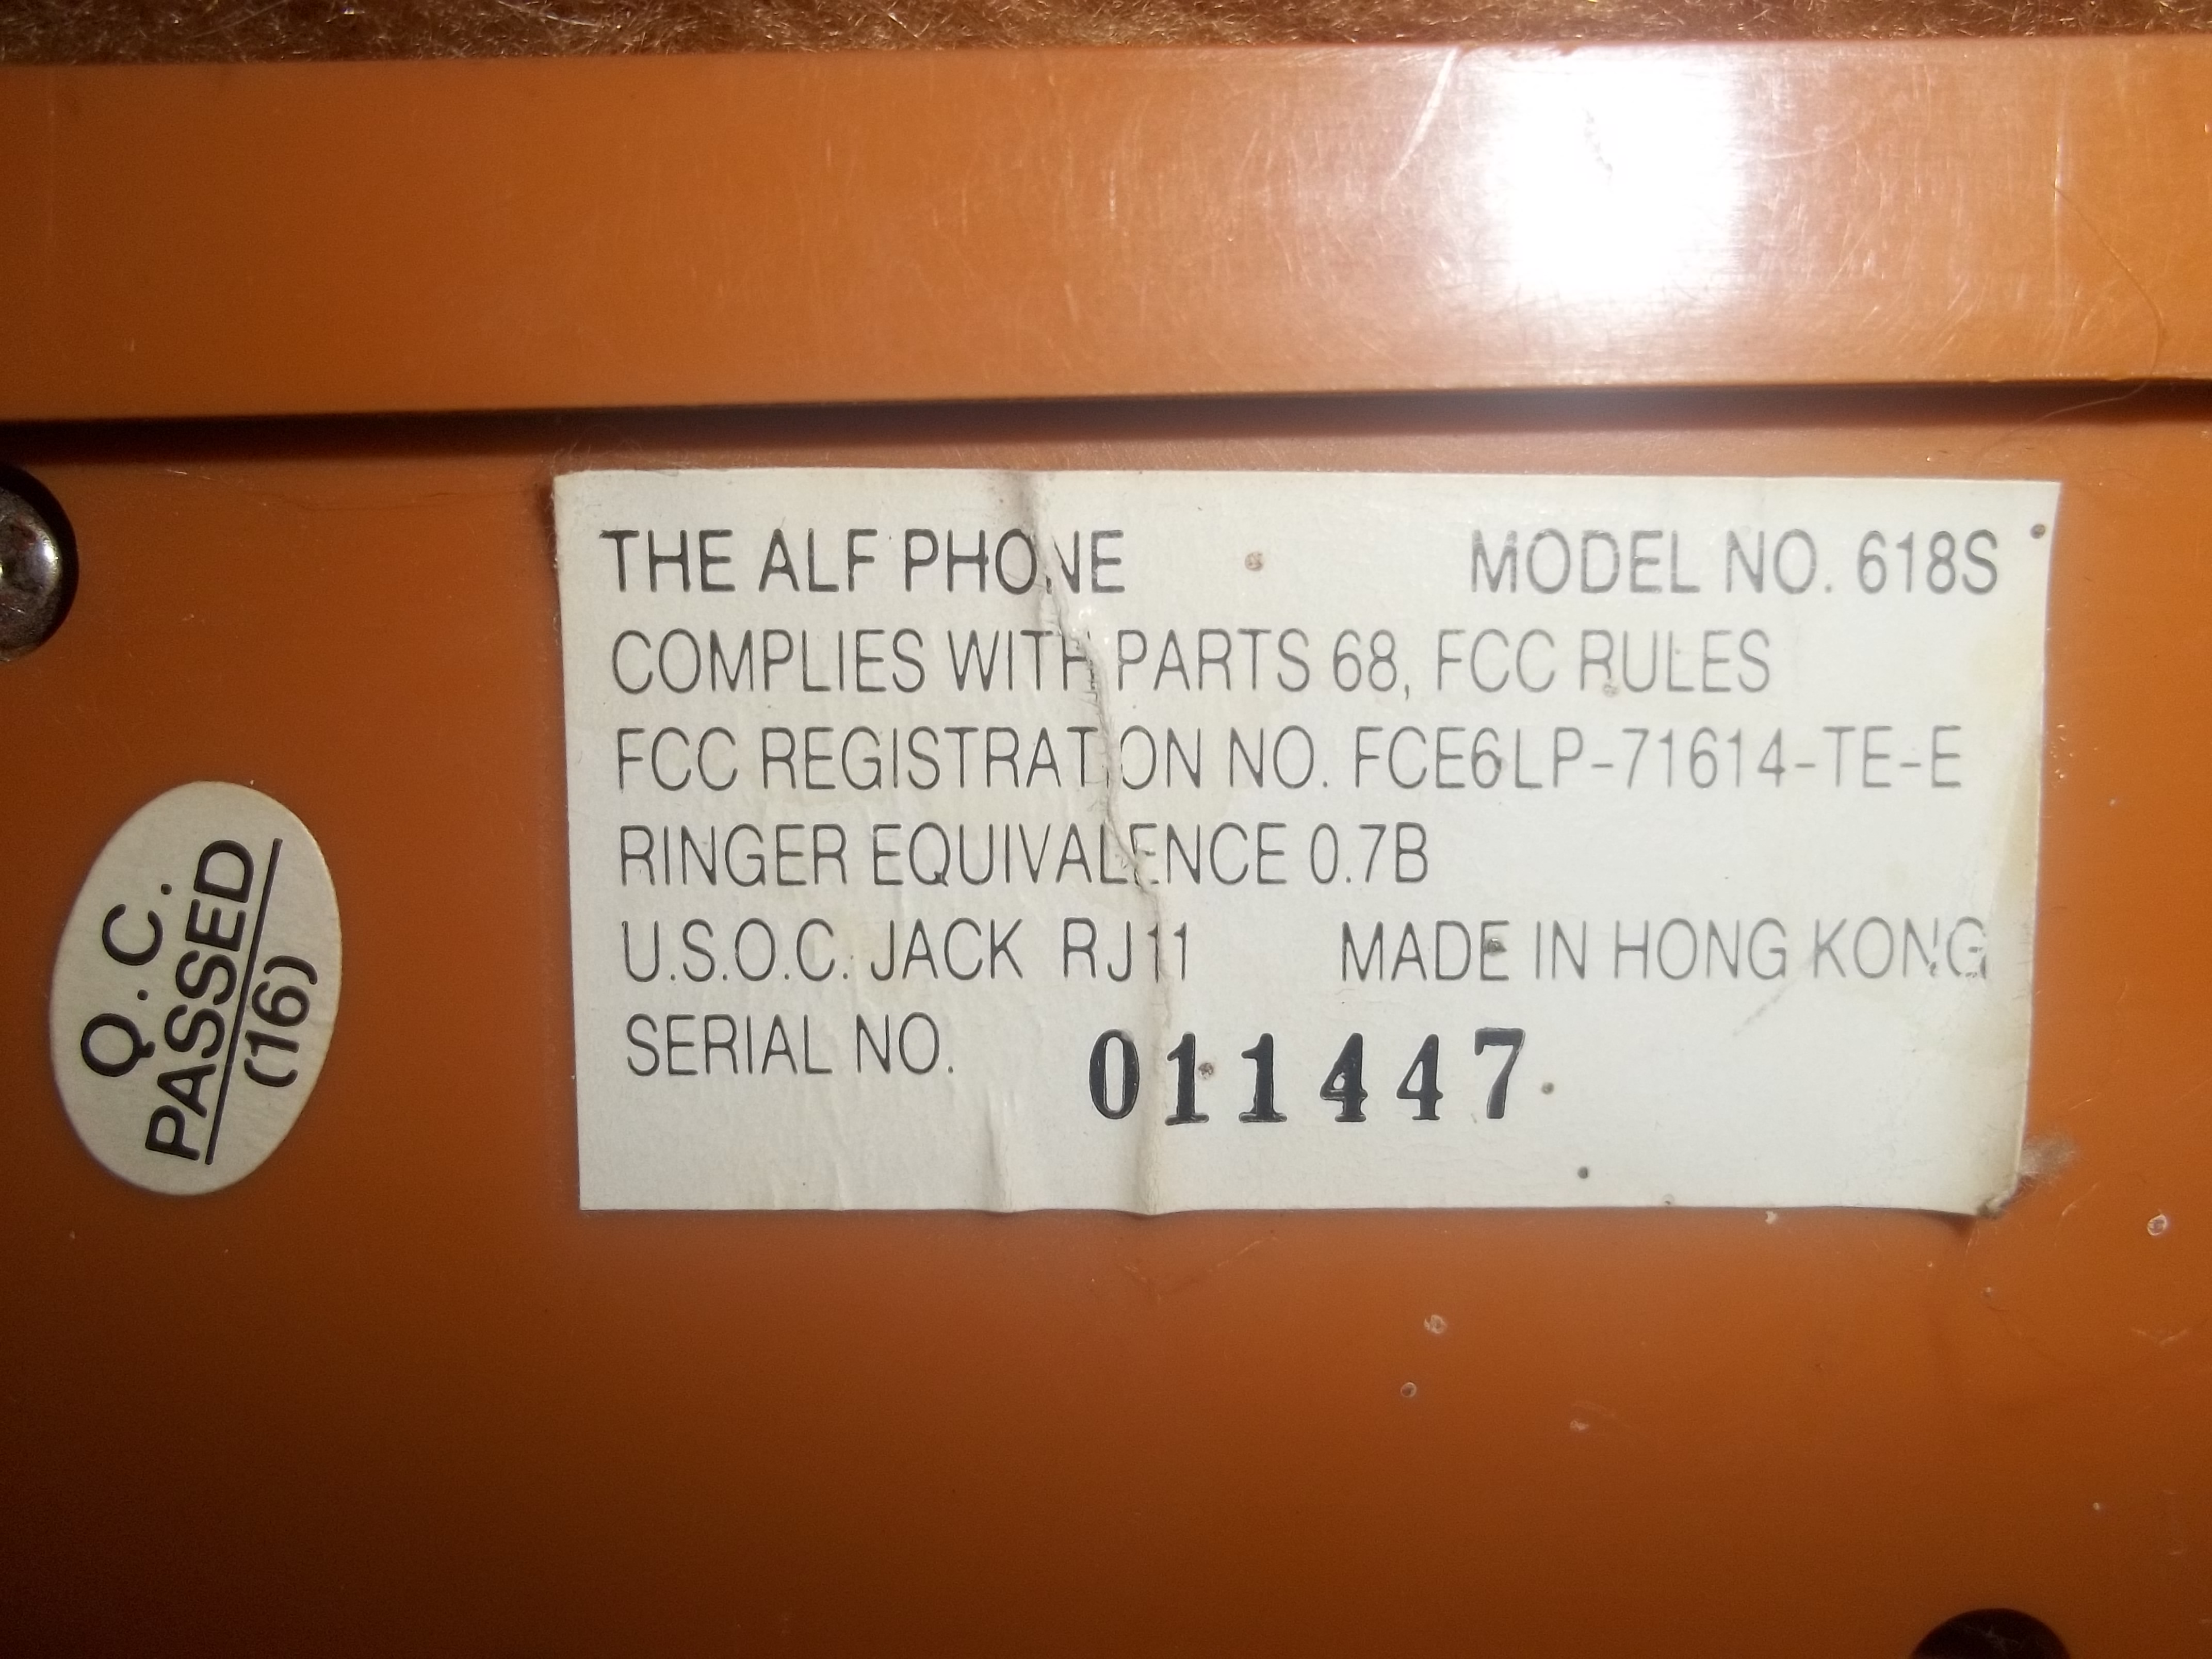 THE ALF PHONE MODEL NO. 618S
COMPLIES WITH PARTS 68, FCC RULES
FCC REGISTRATION NO. FCE6LP-71614-TE-E
RINGER EQUIVALENCE 0.7B
U.S.O.C. JACK RJ11 MADE IN HONG KONG
SERIAL NO. 011447
Q.C.
PASSED
(16)